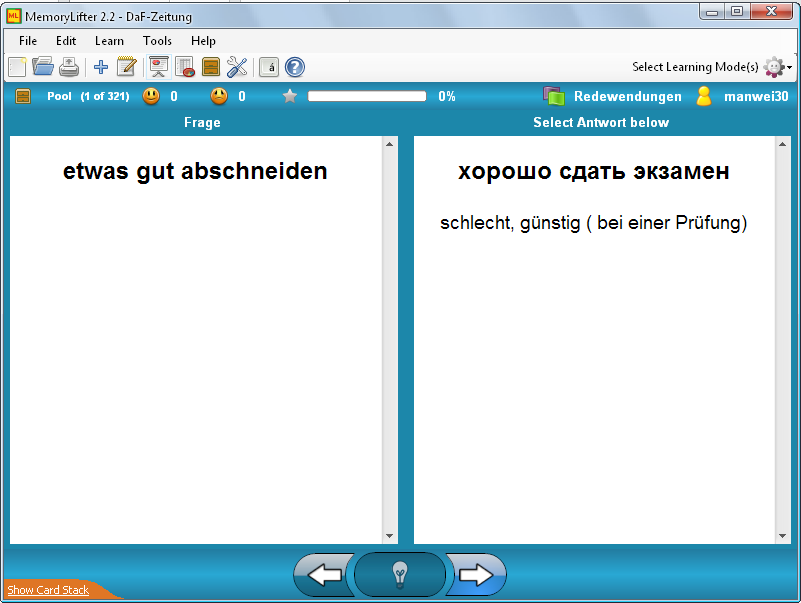 MemoryLifter 2.2 - DaF-Zeitung
File Edit Learn Tools Help
á ? Select Learning Mode(s)
Pool (1 of 321) 0 0 0% Redewendungen manwei30
Frage Select Antwort below
etwas gut abschneiden
хорошо сдать экзамен
schlecht, günstig ( bei einer Prüfung)
Show Card Stack